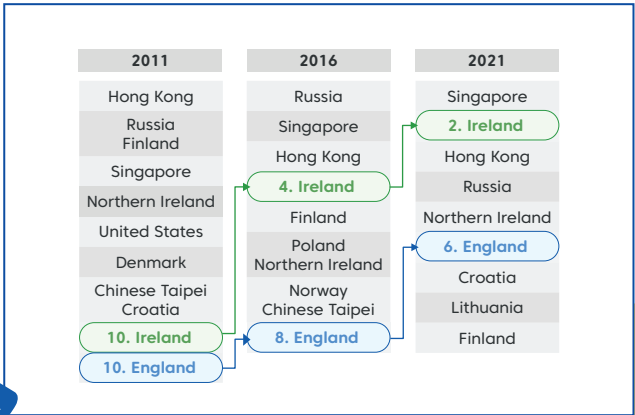 2011
Hong Kong
Russia
Finland
Singapore
Northern Ireland
United States
Denmark
Chinese Taipei
Croatia
10. Ireland
10. England
2016
Russia
Singapore
Hong Kong
4. Ireland
Finland
Poland
Northern Ireland
Norway
Chinese Taipei
8. England
2021
Singapore
2. Ireland
Hong Kong
Russia
Northern Ireland
6. England
Croatia
Lithuania
Finland